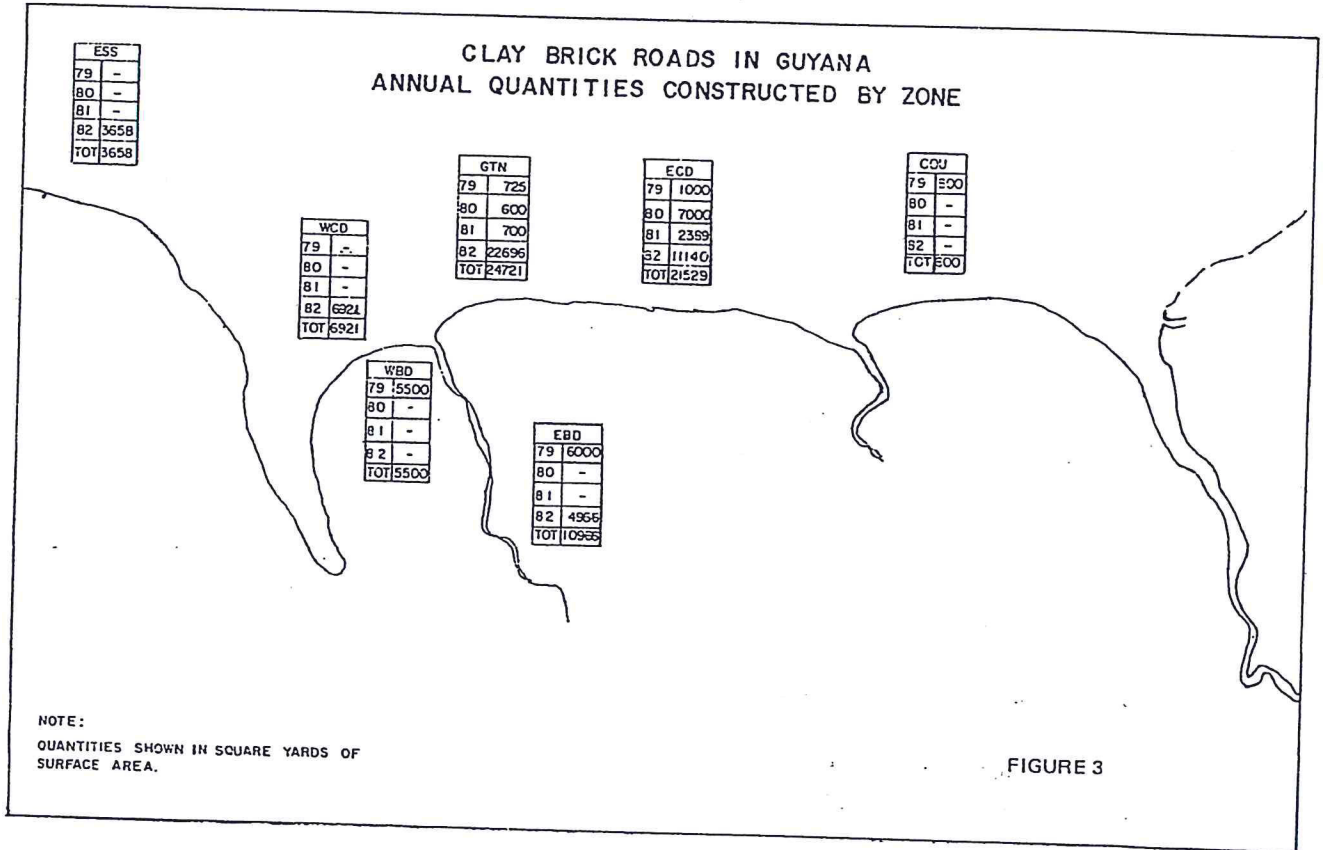 CLAY BRICK ROADS IN GUYANA
ANNUAL QUANTITIES CONSTRUCTED BY ZONE
ESS
79 -
80 -
81 -
82 3658
TOT 3658
WCD
79 -
80 -
81 -
82 6921
TOT 6921
GTN
79 725
80 600
81 700
82 22696
TOT 24721
ECD
79 1000
80 7000
81 2389
82 11140
TOT 21529
COU
79
80 -
81 -
82 -
TOT
WBD
79 5500
80 -
81 -
82 -
TOT 5500
EBD
79 6000
80 -
81 -
82 4966
TOT 10966
NOTE:
QUANTITIES SHOWN IN SQUARE YARDS OF
SURFACE AREA.
FIGURE 3